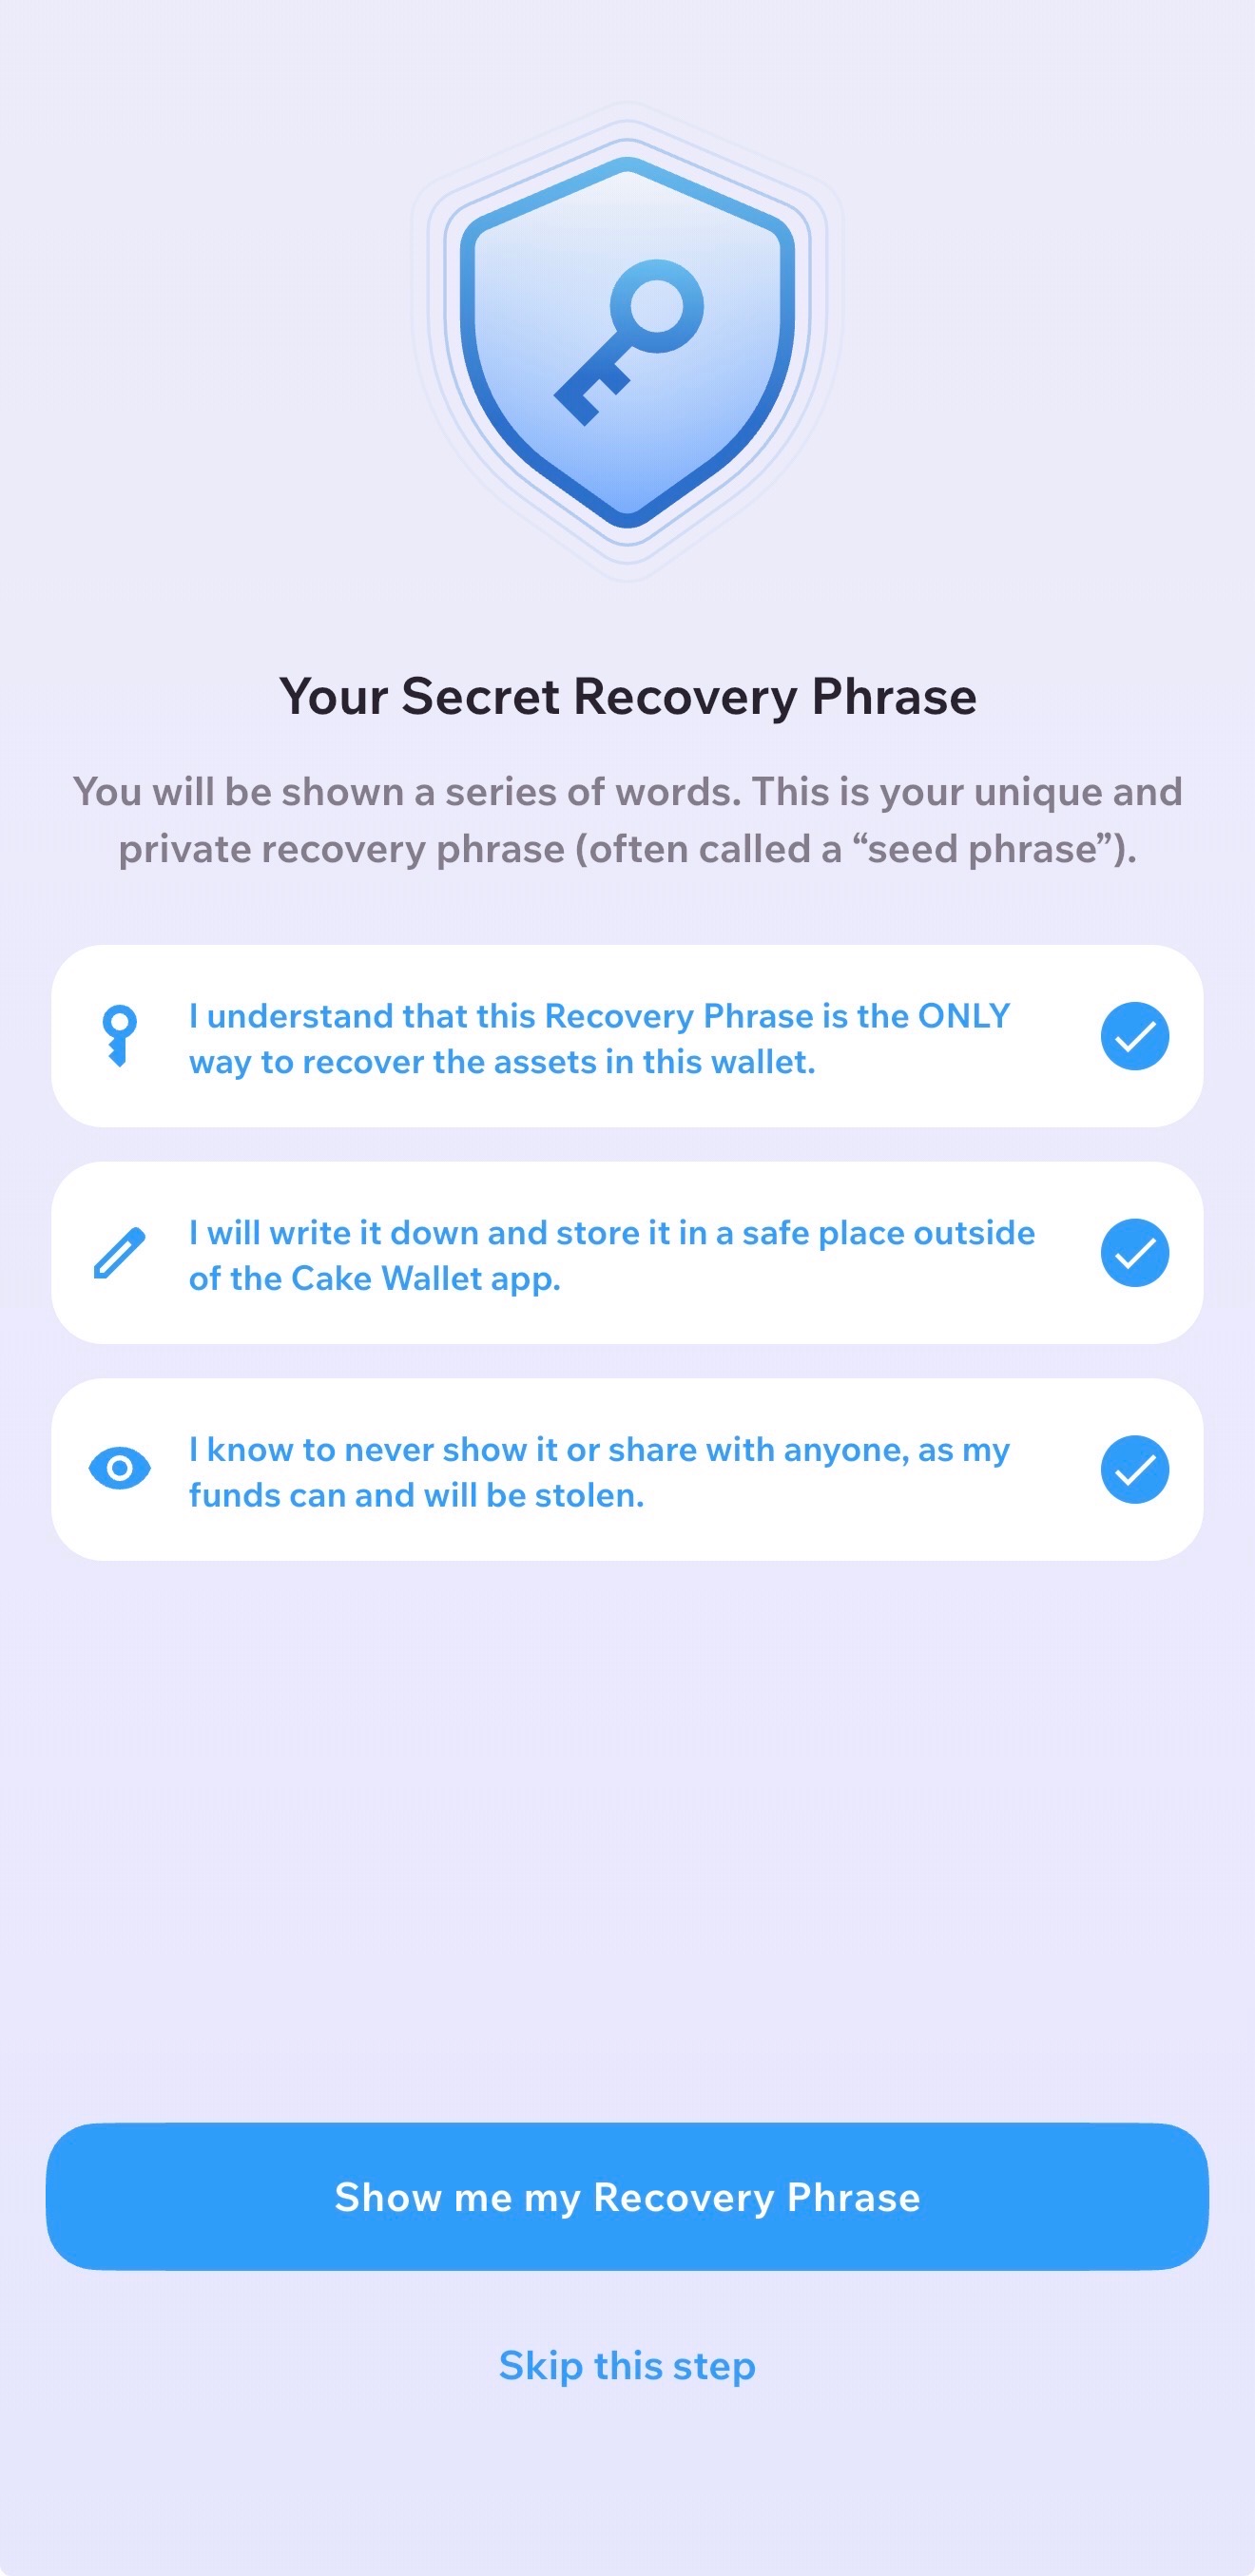 Your Secret Recovery Phrase
You will be shown a series of words. This is your unique and
private recovery phrase (often called a “seed phrase”).
I understand that this Recovery Phrase is the ONLY
way to recover the assets in this wallet.
I will write it down and store it in a safe place outside
of the Cake Wallet app.
I know to never show it or share with anyone, as my
funds can and will be stolen.
Show me my Recovery Phrase
Skip this step